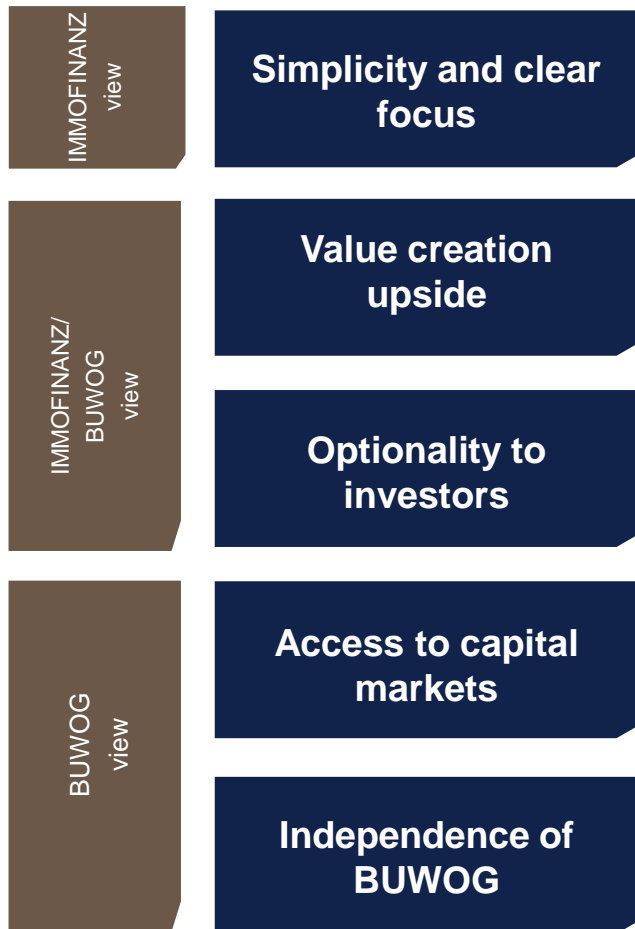 IMMOFINANZ
view
Simplicity and clear
focus
IMMOFINANZ/
BUWOG
view
Value creation
upside
Optionality to
investors
BUWOG
view
Access to capital
markets
Independence of
BUWOG